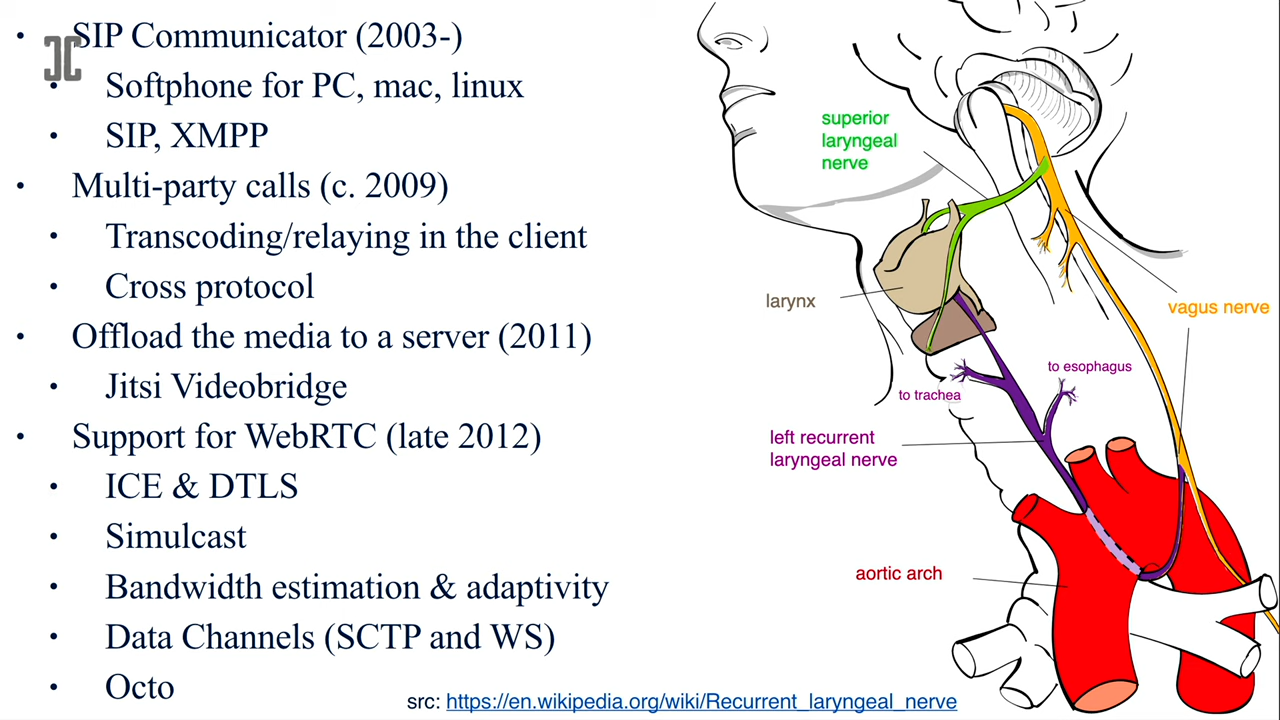 • SIP Communicator (2003-)
• Softphone for PC, mac, linux
• SIP, XMPP
• Multi-party calls (c. 2009)
• Transcoding/relaying in the client
• Cross protocol
• Offload the media to a server (2011)
• Jitsi Videobridge
• Support for WebRTC (late 2012)
• ICE & DTLS
• Simulcast
• Bandwidth estimation & adaptivity
• Data Channels (SCTP and WS)
• Octo
superior
laryngeal
nerve
larynx
vagus nerve
to esophagus
to trachea
left recurrent
laryngeal nerve
aortic arch
src: https://en.wikipedia.org/wiki/Recurrent_laryngeal_nerve